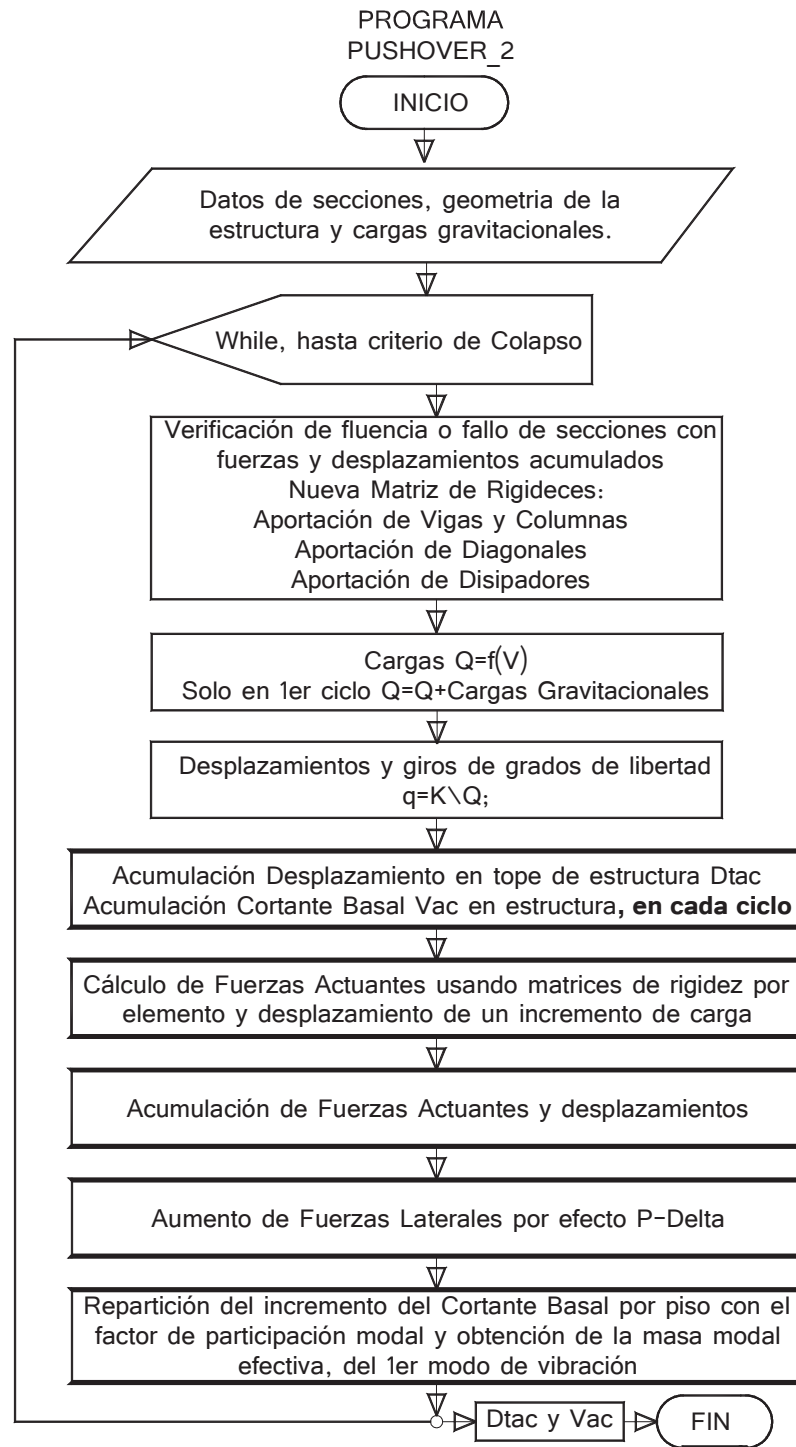 PROGRAMA
PUSHOVER_2
INICIO
Datos de secciones, geometria de la
estructura y cargas gravitacionales.
While, hasta criterio de Colapso
Verificación de fluencia o fallo de secciones con
fuerzas y desplazamientos acumulados
Nueva Matriz de Rigideces:
Aportación de Vigas y Columnas
Aportación de Diagonales
Aportación de Disipadores
Cargas Q=f(V)
Solo en 1er ciclo Q=Q+Cargas Gravitacionales
Desplazamientos y giros de grados de libertad
q=K\Q;
Acumulación Desplazamiento en tope de estructura Dtac
Acumulación Cortante Basal Vac en estructura, en cada ciclo
Cálculo de Fuerzas Actuantes usando matrices de rigidez por
elemento y desplazamiento de un incremento de carga
Acumulación de Fuerzas Actuantes y desplazamientos
Aumento de Fuerzas Laterales por efecto P-Delta
Repartición del incremento del Cortante Basal por piso con el
factor de participación modal y obtención de la masa modal
efectiva, del 1er modo de vibración
Dtac y Vac
FIN